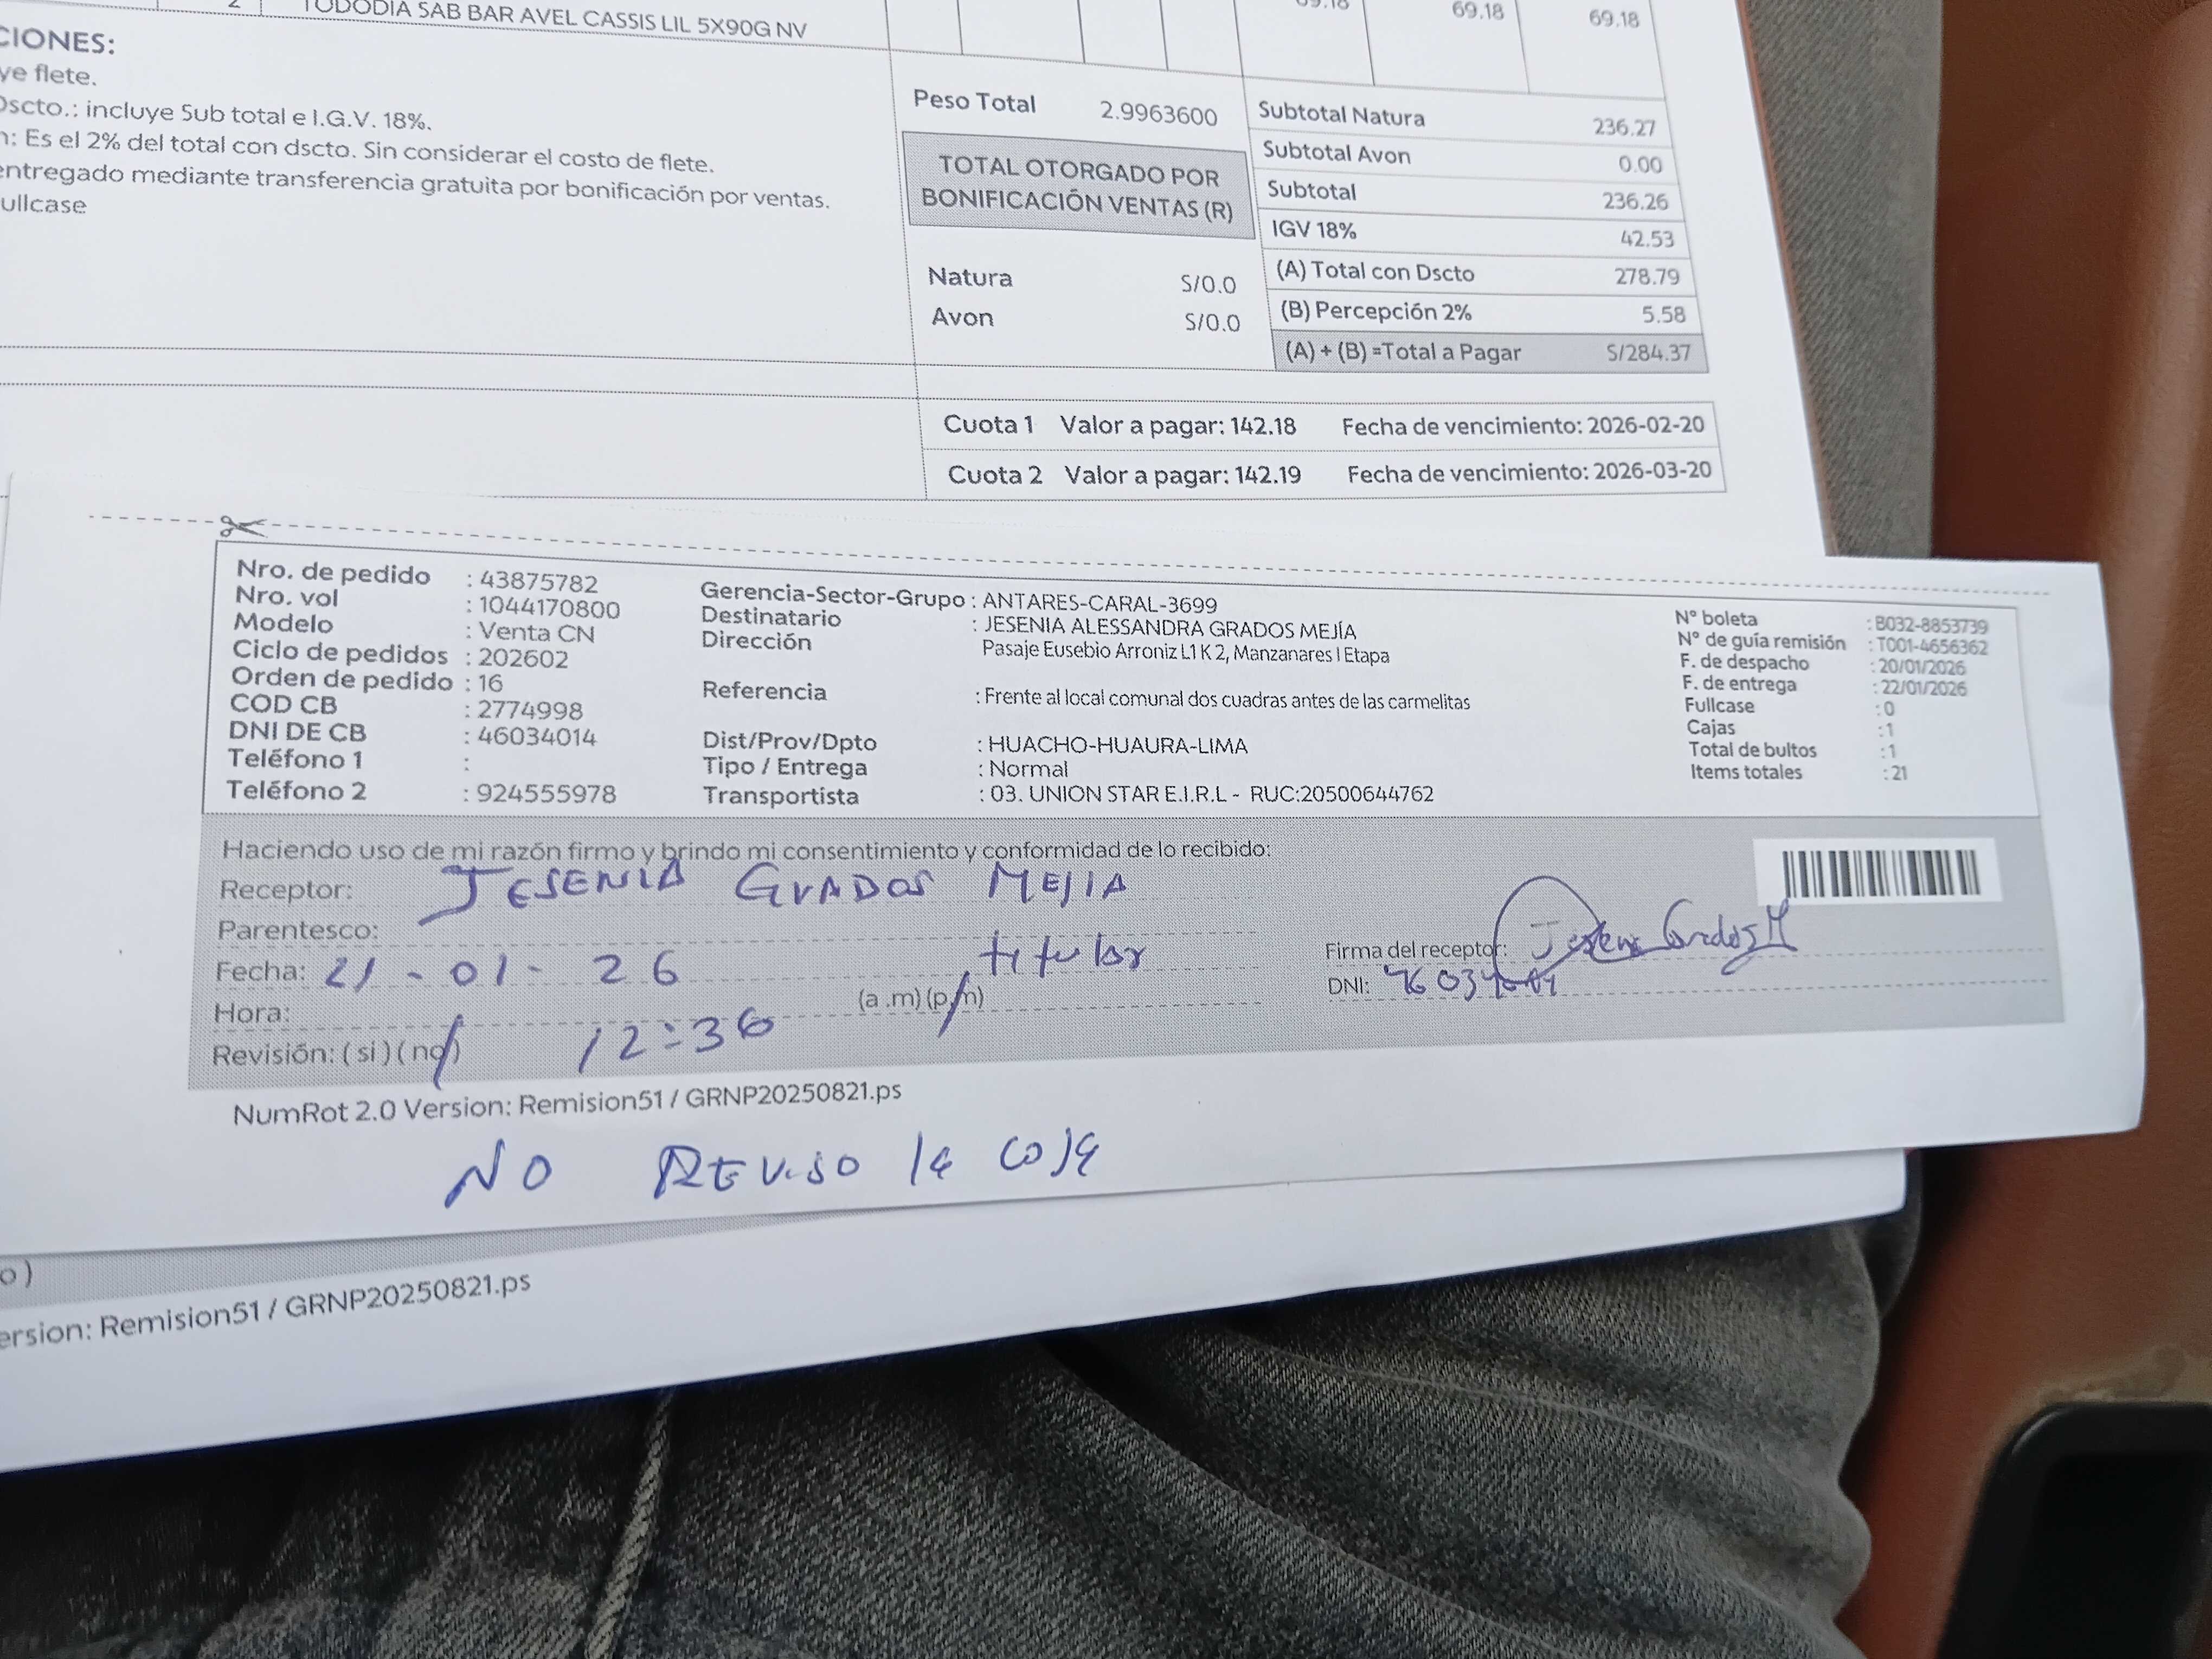 2 TODODIA SAB BAR AVEL CASSIS LIL 5X90G NV 69.18 69.18 69.18
CIONES:
ye flete.
Dscto.: incluye Sub total e I.G.V. 18%.
n: Es el 2% del total con dscto. Sin considerar el costo de flete.
entregado mediante transferencia gratuita por bonificación por ventas.
ullcase
Peso Total 2.9963600
TOTAL OTORGADO POR
BONIFICACIÓN VENTAS (R)
Natura S/0.0
Avon S/0.0
Subtotal Natura 236.27
Subtotal Avon 0.00
Subtotal 236.26
IGV 18% 42.53
(A) Total con Dscto 278.79
(B) Percepción 2% 5.58
(A) + (B) =Total a Pagar S/284.37
Cuota 1 Valor a pagar: 142.18 Fecha de vencimiento: 2026-02-20
Cuota 2 Valor a pagar: 142.19 Fecha de vencimiento: 2026-03-20
Nro. de pedido : 43875782
Nro. vol : 1044170800
Modelo : Venta CN
Ciclo de pedidos : 202602
Orden de pedido : 16
COD CB : 2774998
DNI DE CB : 46034014
Teléfono 1 :
Teléfono 2 : 924555978
Gerencia-Sector-Grupo : ANTARES-CARAL-3699
Destinatario : JESENIA ALESSANDRA GRADOS MEJÍA
Dirección Pasaje Eusebio Arroniz L1 K 2, Manzanares I Etapa
Referencia : Frente al local comunal dos cuadras antes de las carmelitas
Dist/Prov/Dpto : HUACHO-HUAURA-LIMA
Tipo / Entrega : Normal
Transportista : 03. UNION STAR E.I.R.L - RUC:20500644762
N° boleta : B032-8853739
N° de guía remisión : T001-4656362
F. de despacho : 20/01/2026
F. de entrega : 22/01/2026
Fullcase : 0
Cajas : 1
Total de bultos : 1
Items totales : 21
Haciendo uso de mi razón firmo y brindo mi consentimiento y conformidad de lo recibido:
Receptor: JESENIA GRADOS MEJIA
Parentesco: titular
Fecha: 21-01-26
Hora: 12:36 (a .m) (p.m)
Revisión: ( si ) ( no )
Firma del receptor: Jesenia Grados M
DNI:
NumRot 2.0 Version: Remision51 / GRNP20250821.ps
NO REVISO la caja
o )
ersion: Remision51 / GRNP20250821.ps